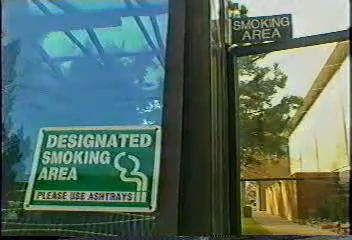 SMOKING
AREA
DESIGNATED
SMOKING
AREA
PLEASE USE ASHTRAYS